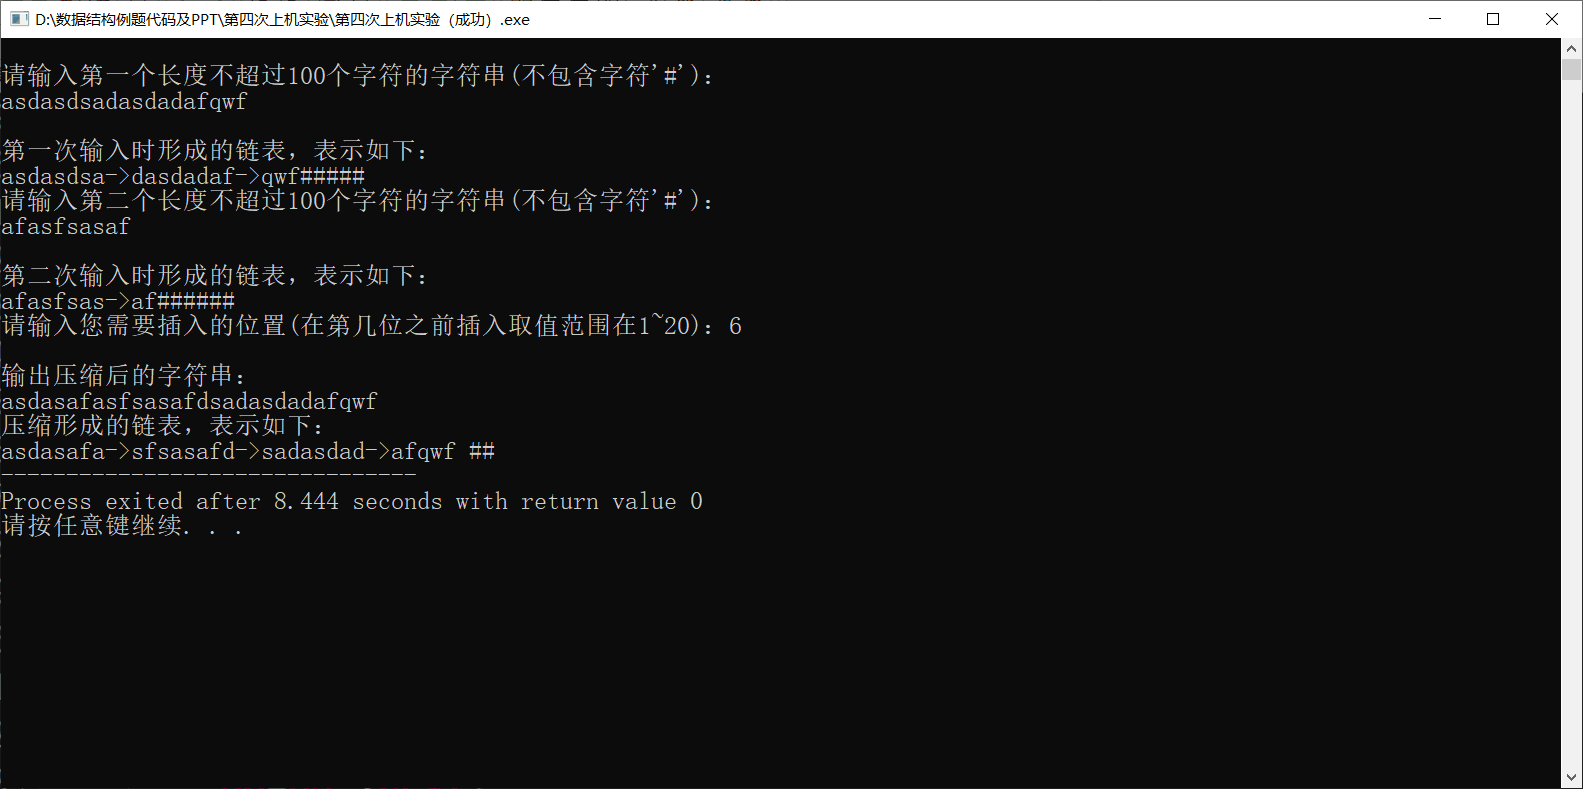 D:\数据结构例题代码及PPT\第四次上机实验\第四次上机实验（成功）.exe
请输入第一个长度不超过100个字符的字符串(不包含字符'#')：
asdasdsadasdadafqwf
第一次输入时形成的链表，表示如下：
asdasdsa->dasdadaf->qwf#####
请输入第二个长度不超过100个字符的字符串(不包含字符'#')：
afasfsasaf
第二次输入时形成的链表，表示如下：
afasfsas->af######
请输入您需要插入的位置(在第几位之前插入取值范围在1~20)：6
输出压缩后的字符串：
asdasafasfsasafdsadasdadafqwf
压缩形成的链表，表示如下：
asdasafa->sfsasafd->sadasdad->afqwf ##
--------------------------------
Process exited after 8.444 seconds with return value 0
请按任意键继续. . .